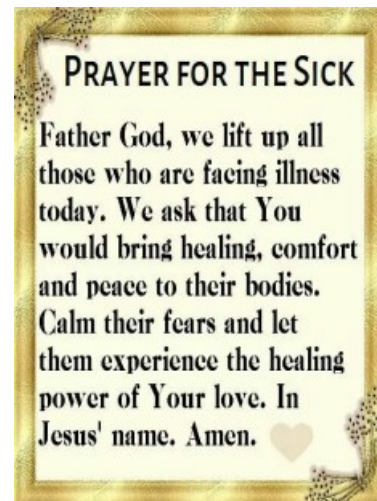 PRAYER FOR THE SICK
Father God, we lift up all
those who are facing illness
today. We ask that You
would bring healing, comfort
and peace to their bodies.
Calm their fears and let
them experience the healing
power of Your love. In
Jesus' name. Amen.